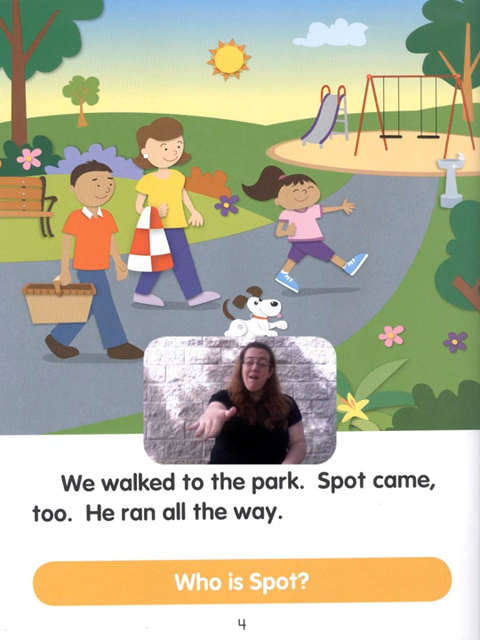 We walked to the park. Spot came,
too. He ran all the way.
Who is Spot?
4